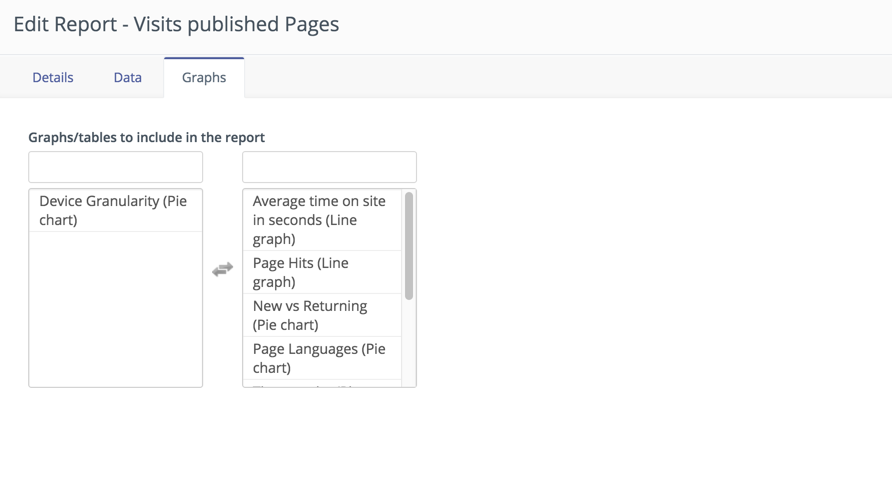 Edit Report - Visits published Pages
Details
Data
Graphs
Graphs/tables to include in the report
Device Granularity (Pie
chart)
Average time on site
in seconds (Line
graph)
Page Hits (Line
graph)
New vs Returning
(Pie chart)
Page Languages (Pie
chart)